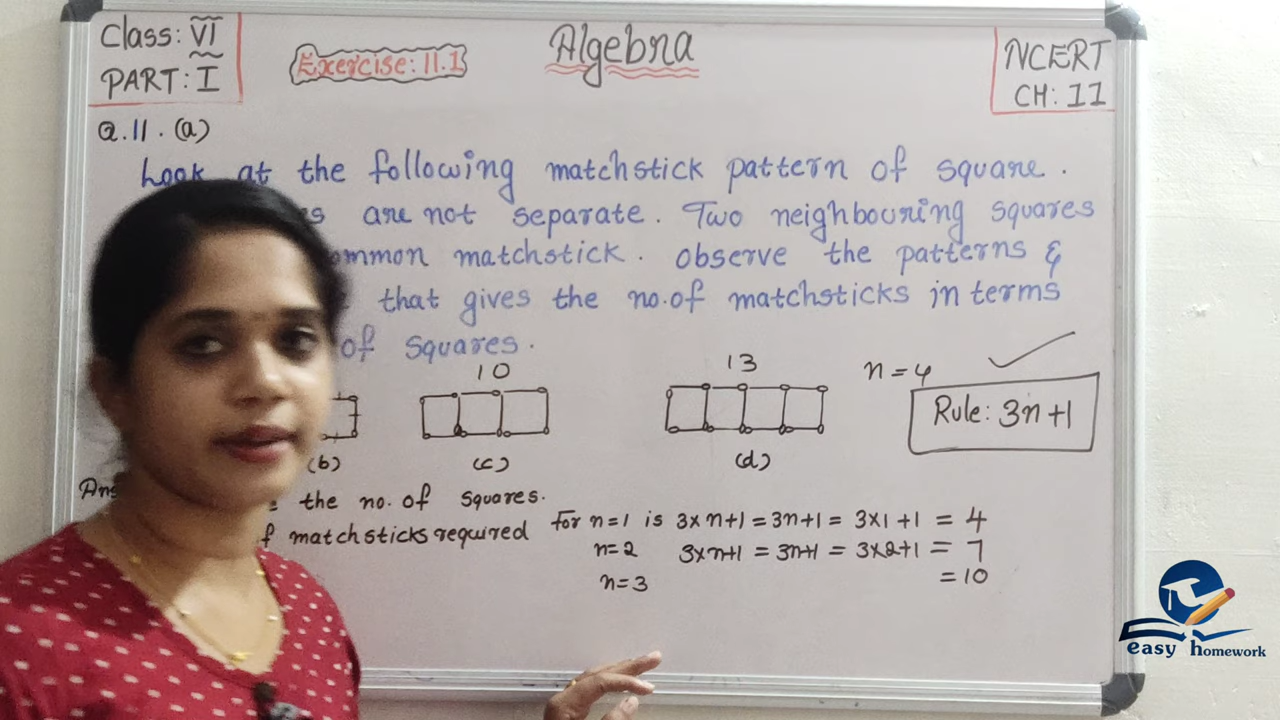 Class: VI
PART: I
Exercise: 11.1
Algebra
NCERT
CH: 11
Q.11.(a)
Look at the following matchstick pattern of square.
are not separate. Two neighbouring squares
common matchstick. Observe the patterns &
that gives the no.of matchsticks in terms
of squares.
10
13
n=4
Rule: 3n+1
(b)
(c)
(d)
Ans
the no. of squares.
matchsticks required for n=1 is 3×n+1 = 3n+1 = 3×1+1 = 4
n=2 3×n+1 = 3n+1 = 3×2+1 = 7
n=3 =10
easy homework